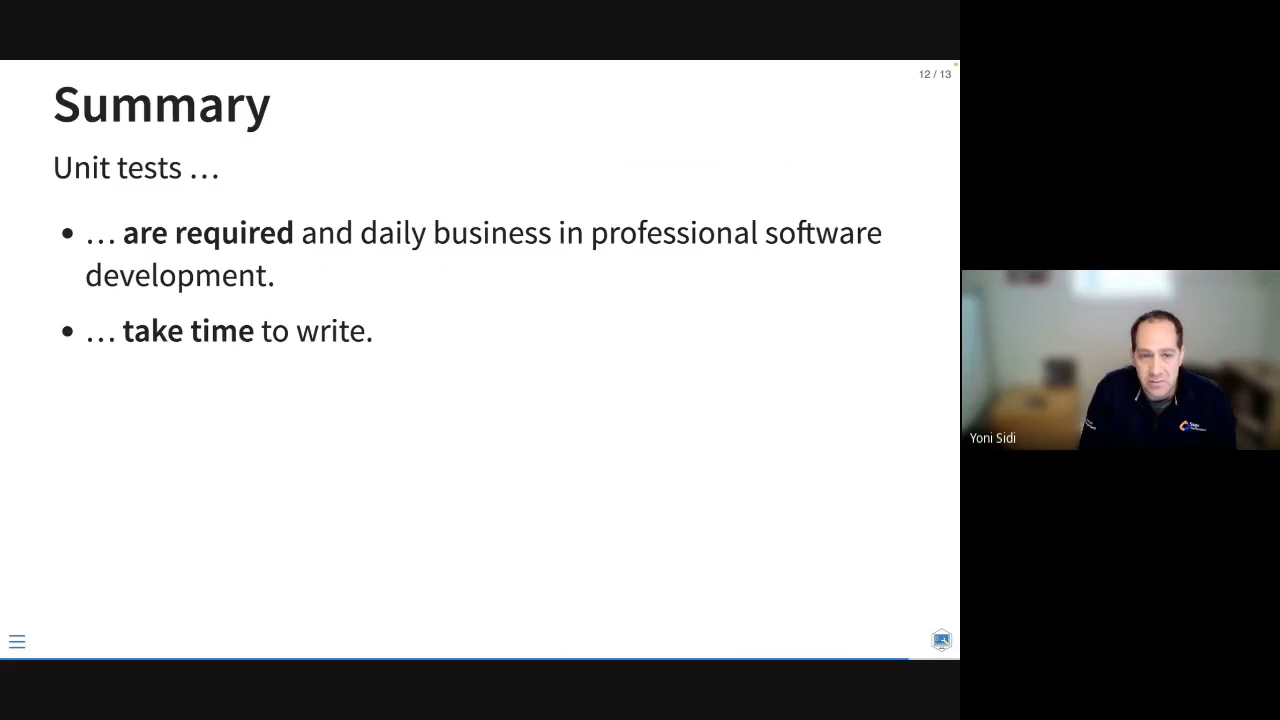 12 / 13
Summary
Unit tests …
• … are required and daily business in professional software
development.
• … take time to write.
Yoni Sidi